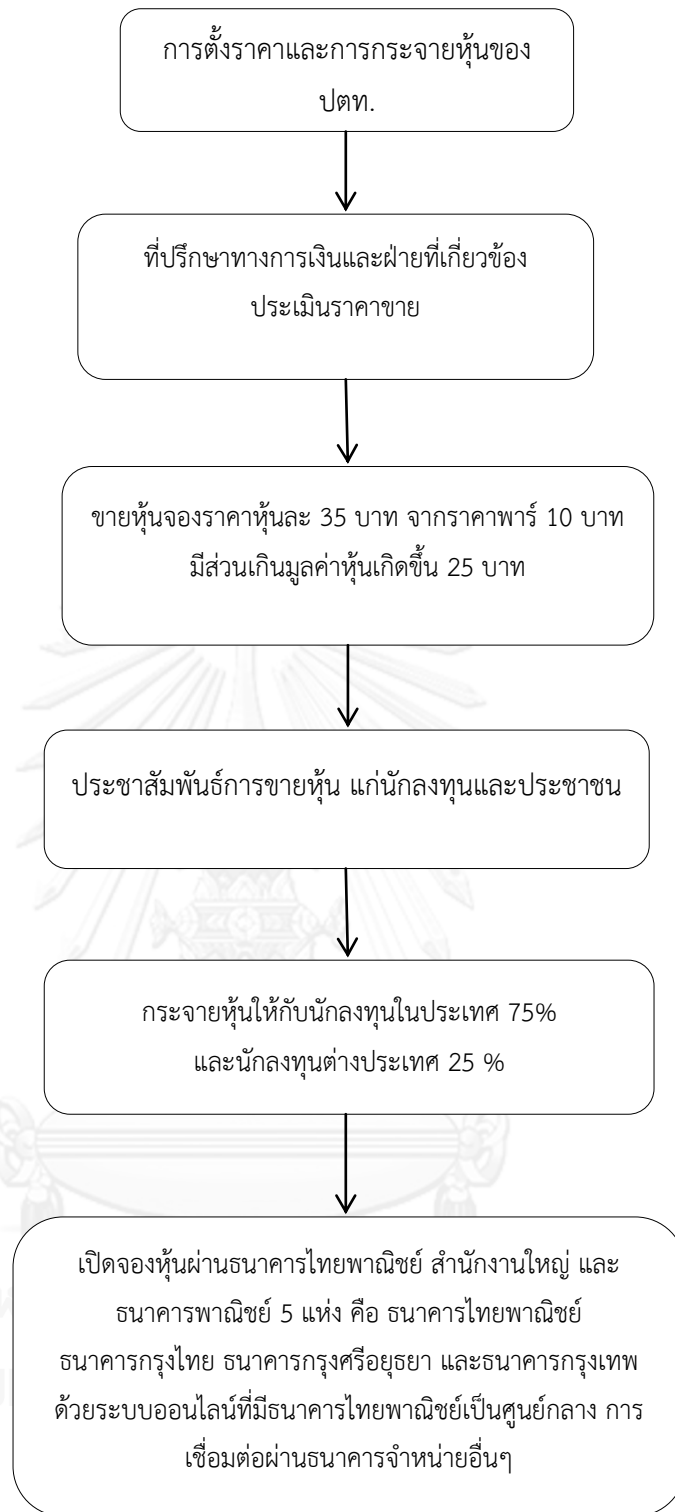 การตั้งราคาและการกระจายหุ้นของ
ปตท.
ที่ปรึกษาทางการเงินและฝ่ายที่เกี่ยวข้อง
ประเมินราคาขาย
ขายหุ้นจองราคาหุ้นละ 35 บาท จากราคาพาร์ 10 บาท
มีส่วนเกินมูลค่าหุ้นเกิดขึ้น 25 บาท
ประชาสัมพันธ์การขายหุ้น แก่นักลงทุนและประชาชน
กระจายหุ้นให้กับนักลงทุนในประเทศ 75%
และนักลงทุนต่างประเทศ 25 %
เปิดจองหุ้นผ่านธนาคารไทยพาณิชย์ สำนักงานใหญ่ และ
ธนาคารพาณิชย์ 5 แห่ง คือ ธนาคารไทยพาณิชย์
ธนาคารกรุงไทย ธนาคารกรุงศรีอยุธยา และธนาคารกรุงเทพ
ด้วยระบบออนไลน์ที่มีธนาคารไทยพาณิชย์เป็นศูนย์กลาง การ
เชื่อมต่อผ่านธนาคารจำหน่ายอื่นๆ